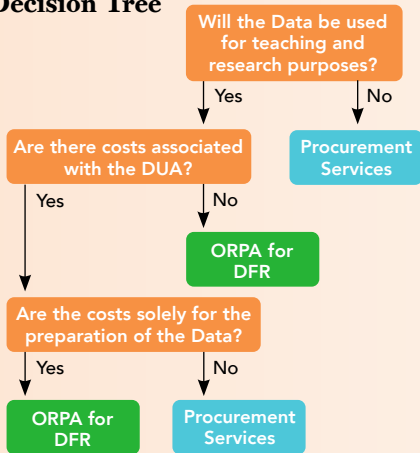 Decision Tree
Will the Data be used
for teaching and
research purposes?
Yes
No
Are there costs associated
with the DUA?
Procurement
Services
Yes
No
ORPA for
DFR
Are the costs solely for the
preparation of the Data?
Yes
No
ORPA for
DFR
Procurement
Services